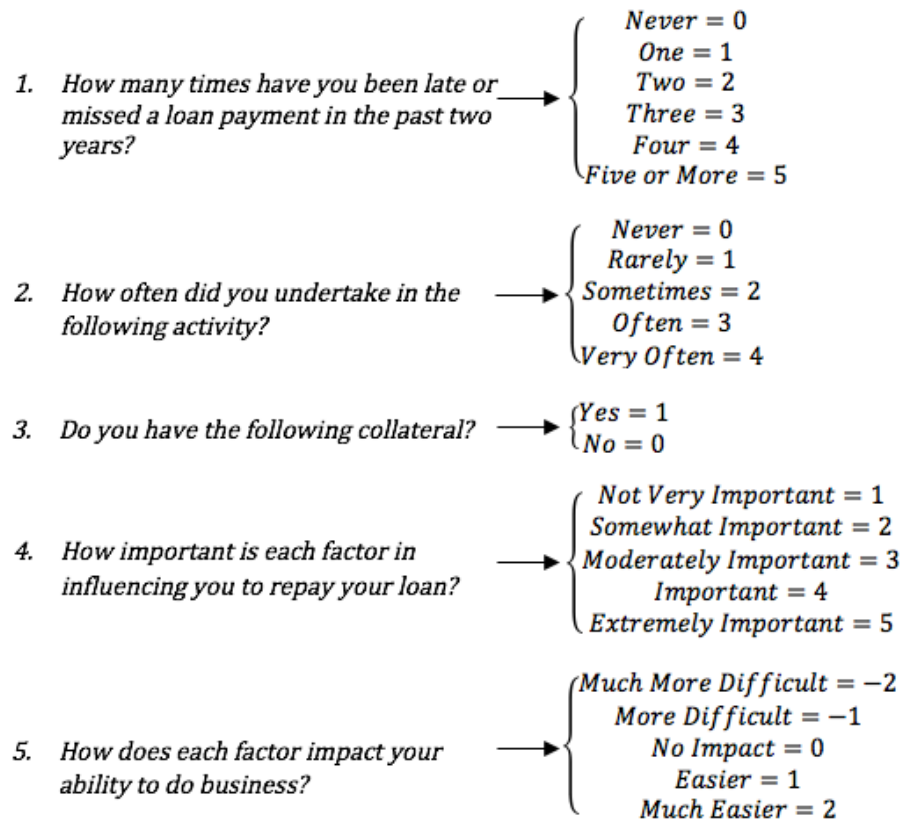 1. How many times have you been late or missed a loan payment in the past two years?
Never = 0
One = 1
Two = 2
Three = 3
Four = 4
Five or More = 5
2. How often did you undertake in the following activity?
Never = 0
Rarely = 1
Sometimes = 2
Often = 3
Very Often = 4
3. Do you have the following collateral?
Yes = 1
No = 0
4. How important is each factor in influencing you to repay your loan?
Not Very Important = 1
Somewhat Important = 2
Moderately Important = 3
Important = 4
Extremely Important = 5
5. How does each factor impact your ability to do business?
Much More Difficult = −2
More Difficult = −1
No Impact = 0
Easier = 1
Much Easier = 2